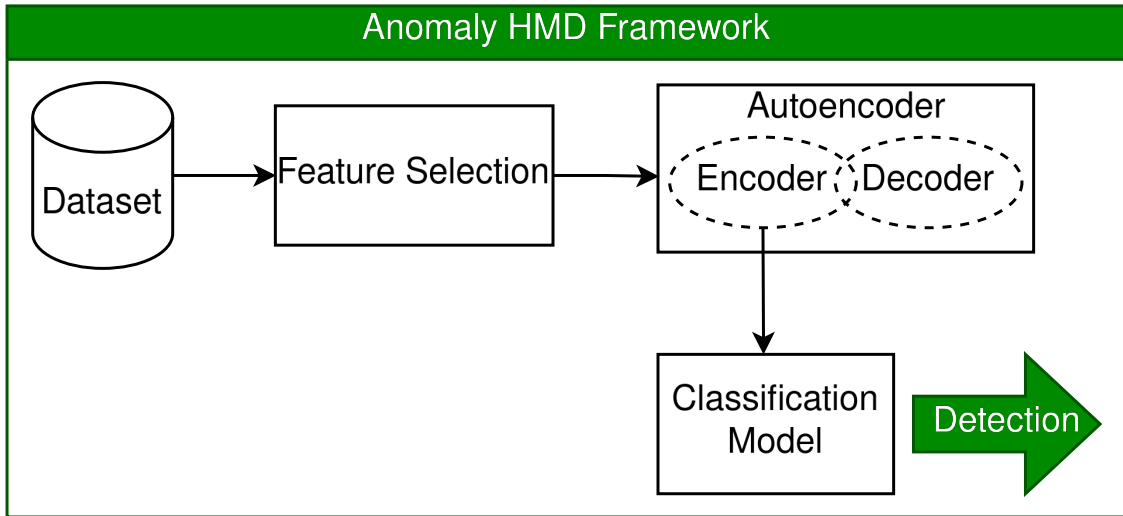 Anomaly HMD Framework
Dataset
Feature Selection
Autoencoder
Encoder
Decoder
Classification
Model
Detection